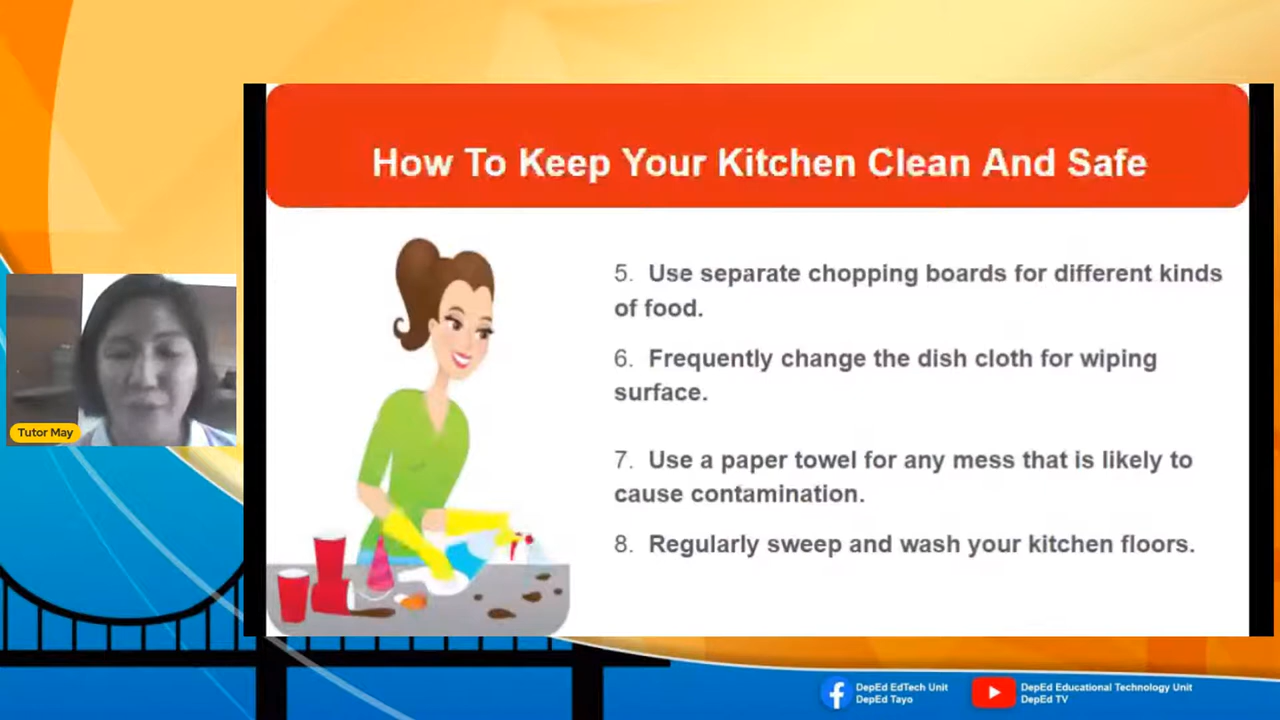 How To Keep Your Kitchen Clean And Safe
5. Use separate chopping boards for different kinds
of food.
6. Frequently change the dish cloth for wiping
surface.
7. Use a paper towel for any mess that is likely to
cause contamination.
8. Regularly sweep and wash your kitchen floors.
Tutor May
DepEd EdTech Unit
DepEd Tayo
DepEd Educational Technology Unit
DepEd TV